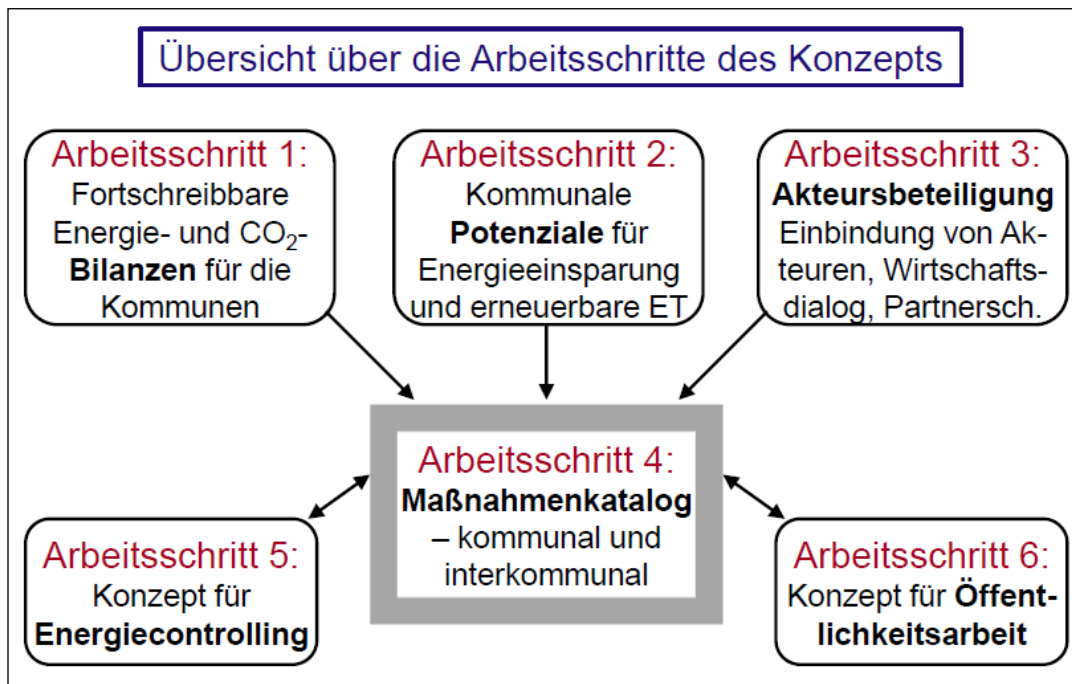 Übersicht über die Arbeitsschritte des Konzepts
Arbeitsschritt 1:
Fortschreibbare
Energie- und CO₂-
Bilanzen für die
Kommunen
Arbeitsschritt 2:
Kommunale
Potenziale für
Energieeinsparung
und erneuerbare ET
Arbeitsschritt 3:
Akteursbeteiligung
Einbindung von Ak-
teuren, Wirtschafts-
dialog, Partnersch.
Arbeitsschritt 4:
Maßnahmenkatalog
– kommunal und
interkommunal
Arbeitsschritt 5:
Konzept für
Energiecontrolling
Arbeitsschritt 6:
Konzept für Öffent-
lichkeitsarbeit